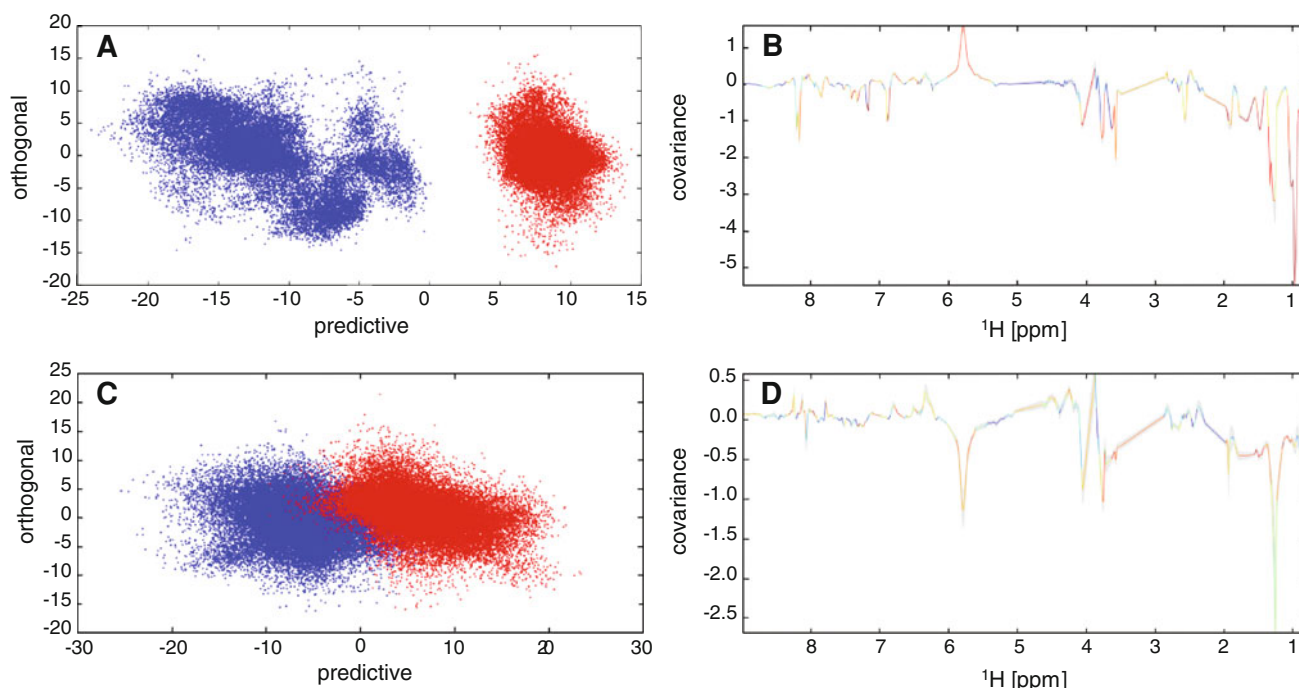 A
20
15
10
5
0
-5
-10
-15
-20
orthogonal
-25 -20 -15 -10 -5 0 5 10 15
predictive
B
1
0
-1
-2
-3
-4
-5
covariance
8 7 6 5 4 3 2 1
1H [ppm]
C
25
20
15
10
5
0
-5
-10
-15
-20
orthogonal
-30 -20 -10 0 10 20 30
predictive
D
0.5
0.0
-0.5
-1.0
-1.5
-2.0
-2.5
covariance
8 7 6 5 4 3 2 1
1H [ppm]